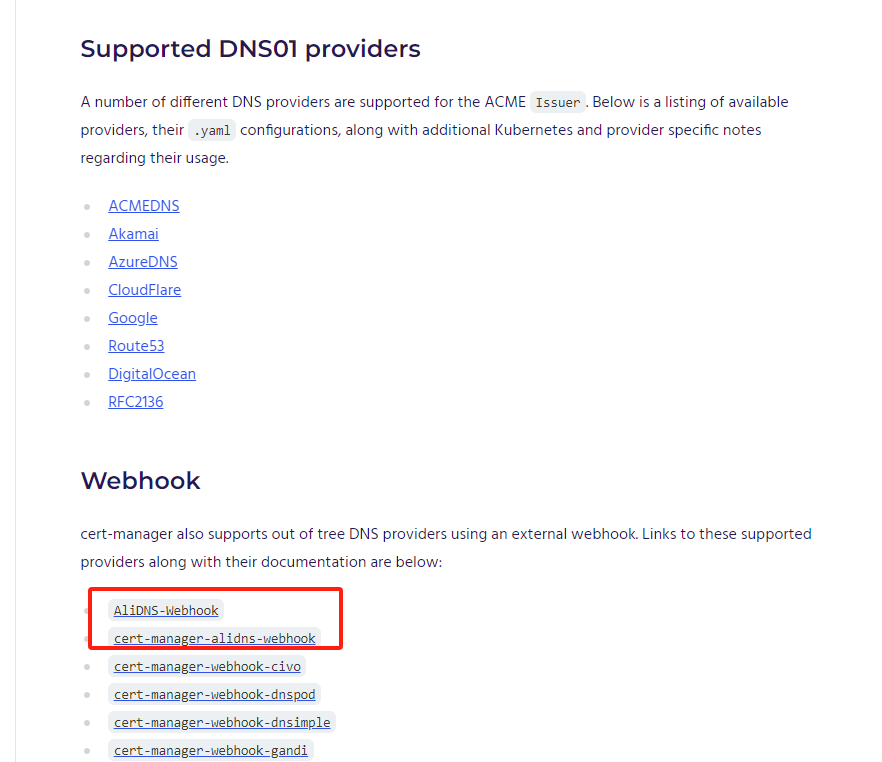 Supported DNS01 providers
A number of different DNS providers are supported for the ACME Issuer. Below is a listing of available
providers, their .yaml configurations, along with additional Kubernetes and provider specific notes
regarding their usage.
ACMEDNS
Akamai
AzureDNS
CloudFlare
Google
Route53
DigitalOcean
RFC2136
Webhook
cert-manager also supports out of tree DNS providers using an external webhook. Links to these supported
providers along with their documentation are below:
AliDNS-Webhook
cert-manager-alidns-webhook
cert-manager-webhook-civo
cert-manager-webhook-dnspod
cert-manager-webhook-dnsimple
cert-manager-webhook-gandi